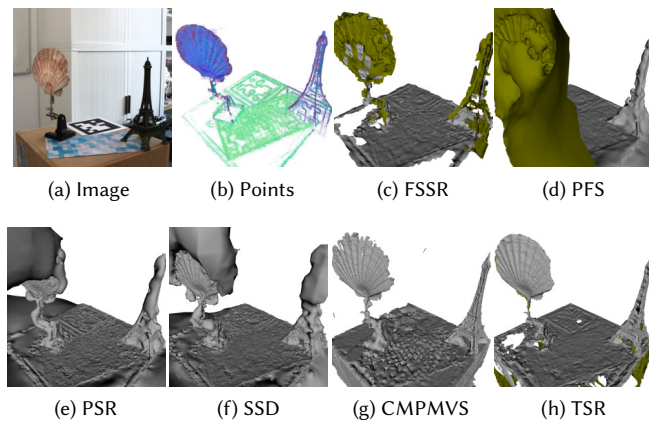 (a) Image
(b) Points
(c) FSSR
(d) PFS
(e) PSR
(f) SSD
(g) CMPMVS
(h) TSR